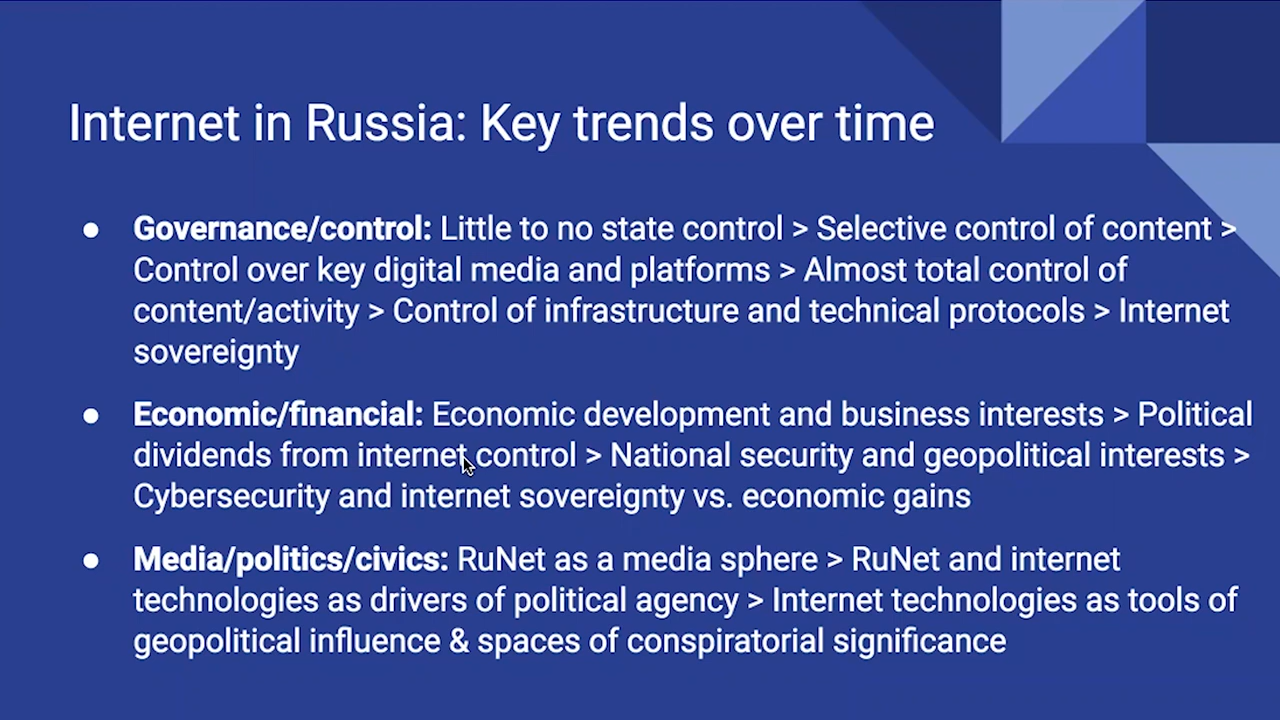 Internet in Russia: Key trends over time
● Governance/control: Little to no state control > Selective control of content >
Control over key digital media and platforms > Almost total control of
content/activity > Control of infrastructure and technical protocols > Internet
sovereignty
● Economic/financial: Economic development and business interests > Political
dividends from internet control > National security and geopolitical interests >
Cybersecurity and internet sovereignty vs. economic gains
● Media/politics/civics: RuNet as a media sphere > RuNet and internet
technologies as drivers of political agency > Internet technologies as tools of
geopolitical influence & spaces of conspiratorial significance